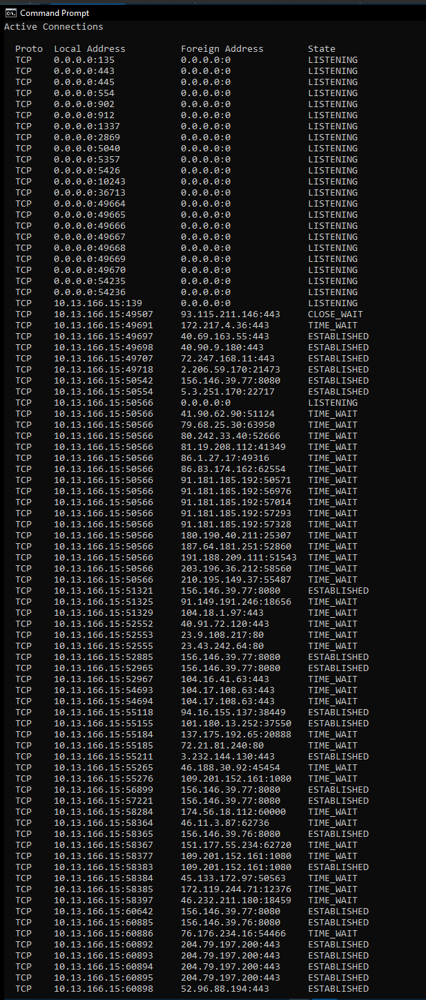 Command Prompt
Active Connections
Proto Local Address Foreign Address State
TCP 0.0.0.0:135 0.0.0.0:0 LISTENING
TCP 0.0.0.0:443 0.0.0.0:0 LISTENING
TCP 0.0.0.0:445 0.0.0.0:0 LISTENING
TCP 0.0.0.0:554 0.0.0.0:0 LISTENING
TCP 0.0.0.0:902 0.0.0.0:0 LISTENING
TCP 0.0.0.0:912 0.0.0.0:0 LISTENING
TCP 0.0.0.0:1337 0.0.0.0:0 LISTENING
TCP 0.0.0.0:2869 0.0.0.0:0 LISTENING
TCP 0.0.0.0:5040 0.0.0.0:0 LISTENING
TCP 0.0.0.0:5357 0.0.0.0:0 LISTENING
TCP 0.0.0.0:5426 0.0.0.0:0 LISTENING
TCP 0.0.0.0:10243 0.0.0.0:0 LISTENING
TCP 0.0.0.0:36713 0.0.0.0:0 LISTENING
TCP 0.0.0.0:49664 0.0.0.0:0 LISTENING
TCP 0.0.0.0:49665 0.0.0.0:0 LISTENING
TCP 0.0.0.0:49666 0.0.0.0:0 LISTENING
TCP 0.0.0.0:49667 0.0.0.0:0 LISTENING
TCP 0.0.0.0:49668 0.0.0.0:0 LISTENING
TCP 0.0.0.0:49669 0.0.0.0:0 LISTENING
TCP 0.0.0.0:49670 0.0.0.0:0 LISTENING
TCP 0.0.0.0:54235 0.0.0.0:0 LISTENING
TCP 0.0.0.0:54236 0.0.0.0:0 LISTENING
TCP 10.13.166.15:139 0.0.0.0:0 LISTENING
TCP 10.13.166.15:49507 93.115.211.146:443 CLOSE_WAIT
TCP 10.13.166.15:49691 172.217.4.36:443 TIME_WAIT
TCP 10.13.166.15:49697 40.69.163.55:443 ESTABLISHED
TCP 10.13.166.15:49698 40.90.9.180:443 ESTABLISHED
TCP 10.13.166.15:49707 72.247.168.11:443 ESTABLISHED
TCP 10.13.166.15:49718 2.206.59.170:21473 ESTABLISHED
TCP 10.13.166.15:50542 156.146.39.77:8080 ESTABLISHED
TCP 10.13.166.15:50554 5.3.251.170:22717 ESTABLISHED
TCP 10.13.166.15:50566 0.0.0.0:0 LISTENING
TCP 10.13.166.15:50566 41.90.62.90:51124 TIME_WAIT
TCP 10.13.166.15:50566 79.68.25.30:63950 TIME_WAIT
TCP 10.13.166.15:50566 80.242.33.40:52666 TIME_WAIT
TCP 10.13.166.15:50566 81.19.208.112:41349 TIME_WAIT
TCP 10.13.166.15:50566 86.1.27.17:49316 TIME_WAIT
TCP 10.13.166.15:50566 86.83.174.162:62554 TIME_WAIT
TCP 10.13.166.15:50566 91.181.185.192:50571 TIME_WAIT
TCP 10.13.166.15:50566 91.181.185.192:56976 TIME_WAIT
TCP 10.13.166.15:50566 91.181.185.192:57014 TIME_WAIT
TCP 10.13.166.15:50566 91.181.185.192:57293 TIME_WAIT
TCP 10.13.166.15:50566 91.181.185.192:57328 TIME_WAIT
TCP 10.13.166.15:50566 180.190.40.211:25307 TIME_WAIT
TCP 10.13.166.15:50566 187.64.181.251:52860 TIME_WAIT
TCP 10.13.166.15:50566 191.188.209.111:51543 TIME_WAIT
TCP 10.13.166.15:50566 203.196.36.212:58560 TIME_WAIT
TCP 10.13.166.15:50566 210.195.149.37:55487 TIME_WAIT
TCP 10.13.166.15:51321 156.146.39.77:8080 ESTABLISHED
TCP 10.13.166.15:51325 91.149.191.246:18656 TIME_WAIT
TCP 10.13.166.15:51329 104.18.1.97:443 TIME_WAIT
TCP 10.13.166.15:52552 40.91.72.120:443 TIME_WAIT
TCP 10.13.166.15:52553 23.9.108.217:80 TIME_WAIT
TCP 10.13.166.15:52555 23.43.242.64:80 TIME_WAIT
TCP 10.13.166.15:52885 156.146.39.77:8080 ESTABLISHED
TCP 10.13.166.15:52965 156.146.39.77:8080 ESTABLISHED
TCP 10.13.166.15:52967 104.16.41.63:443 TIME_WAIT
TCP 10.13.166.15:54693 104.17.108.63:443 TIME_WAIT
TCP 10.13.166.15:54694 104.17.108.63:443 TIME_WAIT
TCP 10.13.166.15:55118 94.16.155.137:38449 ESTABLISHED
TCP 10.13.166.15:55155 101.180.13.252:37550 ESTABLISHED
TCP 10.13.166.15:55184 137.175.192.65:20888 TIME_WAIT
TCP 10.13.166.15:55185 72.21.81.240:80 TIME_WAIT
TCP 10.13.166.15:55211 3.232.144.130:443 ESTABLISHED
TCP 10.13.166.15:55265 46.188.30.92:45454 TIME_WAIT
TCP 10.13.166.15:55276 109.201.152.161:1080 TIME_WAIT
TCP 10.13.166.15:56899 156.146.39.77:8080 ESTABLISHED
TCP 10.13.166.15:57221 156.146.39.77:8080 ESTABLISHED
TCP 10.13.166.15:58284 174.56.18.112:60000 TIME_WAIT
TCP 10.13.166.15:58364 46.11.3.87:62736 TIME_WAIT
TCP 10.13.166.15:58365 156.146.39.76:8080 ESTABLISHED
TCP 10.13.166.15:58367 151.177.55.234:62720 TIME_WAIT
TCP 10.13.166.15:58377 109.201.152.161:1080 TIME_WAIT
TCP 10.13.166.15:58383 109.201.152.161:1080 ESTABLISHED
TCP 10.13.166.15:58384 45.133.172.97:50563 TIME_WAIT
TCP 10.13.166.15:58385 172.119.244.71:12376 TIME_WAIT
TCP 10.13.166.15:58397 46.232.211.180:18459 TIME_WAIT
TCP 10.13.166.15:60642 156.146.39.77:8080 ESTABLISHED
TCP 10.13.166.15:60885 156.146.39.76:8080 ESTABLISHED
TCP 10.13.166.15:60886 76.176.234.16:54466 TIME_WAIT
TCP 10.13.166.15:60892 204.79.197.200:443 ESTABLISHED
TCP 10.13.166.15:60893 204.79.197.200:443 ESTABLISHED
TCP 10.13.166.15:60894 204.79.197.200:443 ESTABLISHED
TCP 10.13.166.15:60895 204.79.197.200:443 ESTABLISHED
TCP 10.13.166.15:60898 52.96.88.194:443 ESTABLISHED